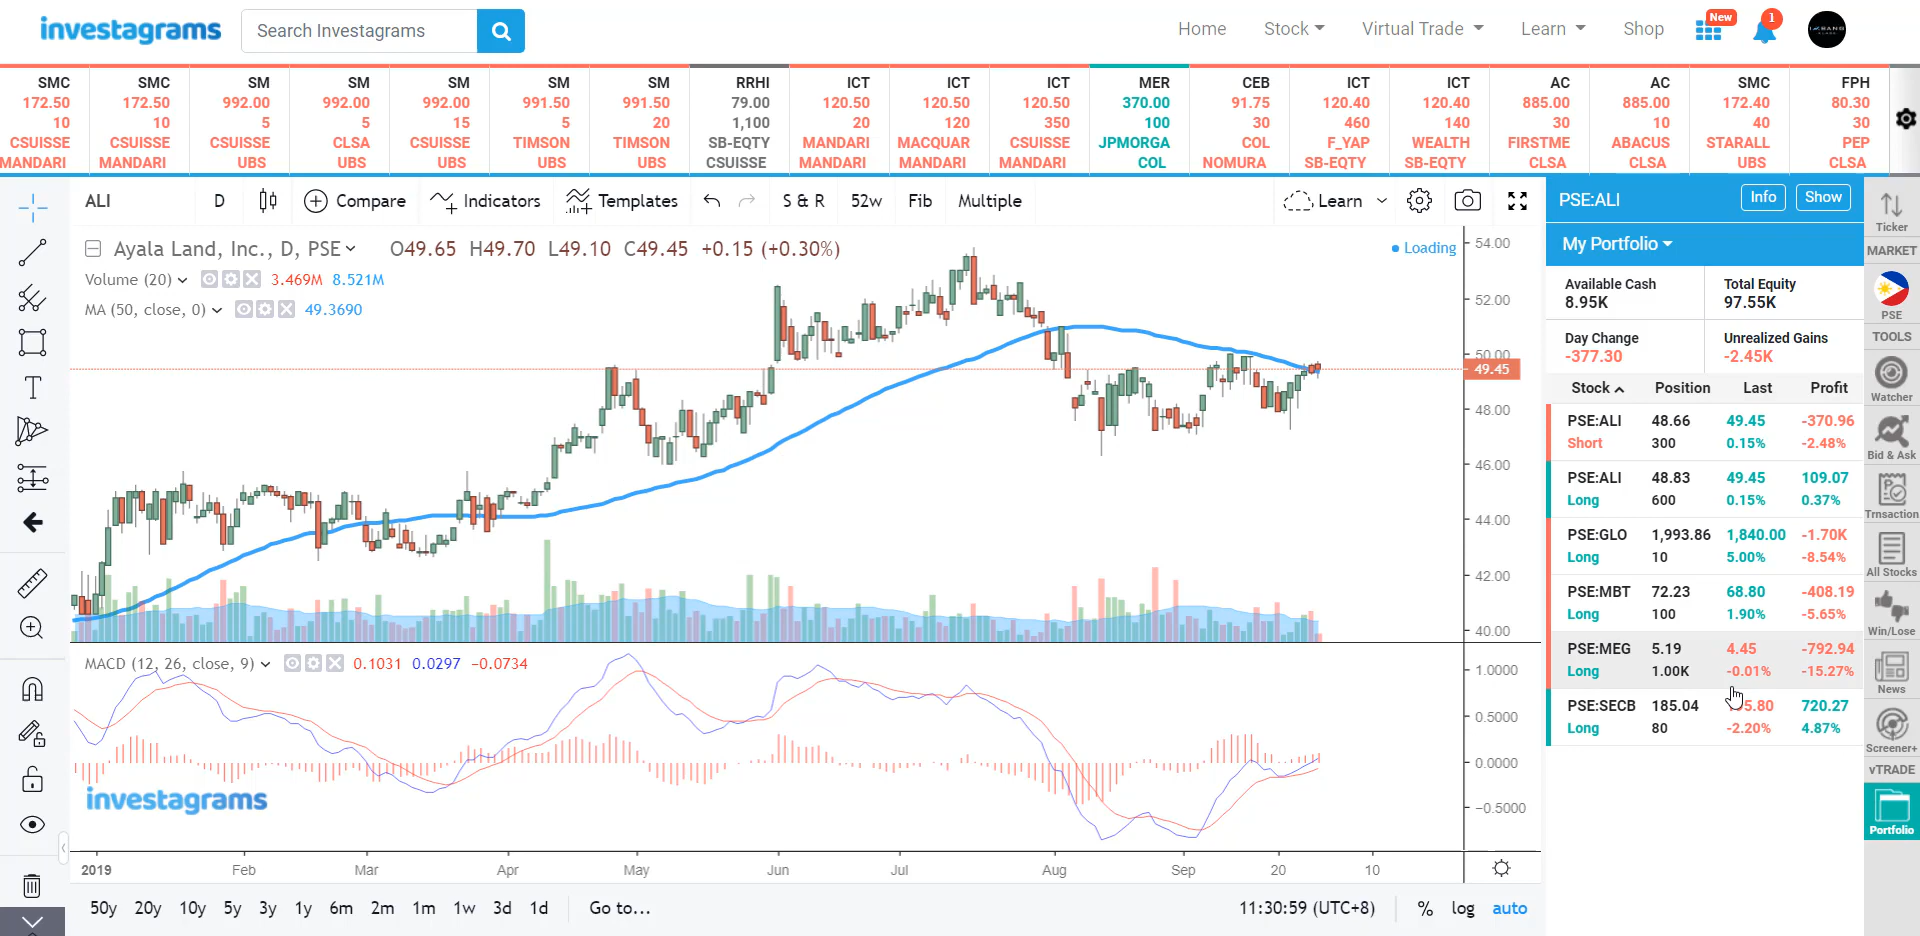 investagrams
Search Investagrams
Home
Stock
Virtual Trade
Learn
Shop
New
1
SMC SMC SM SM SM SM SM RRHI ICT ICT ICT MER CEB ICT ICT AC AC SMC FPH
172.50 172.50 992.00 992.00 992.00 991.50 991.50 79.00 120.50 120.50 120.50 370.00 91.75 120.40 120.40 885.00 885.00 172.40 80.30
10 10 5 5 15 5 20 1,100 20 120 350 100 30 460 140 30 10 40 30
CSUISSE CSUISSE CSUISSE CLSA CSUISSE TIMSON TIMSON SB-EQTY MANDARI MACQUAR CSUISSE JPMORGA COL F_YAP WEALTH FIRSTME ABACUS STARALL PEP
MANDARI MANDARI UBS UBS UBS UBS UBS CSUISSE MANDARI MANDARI MANDARI COL NOMURA SB-EQTY SB-EQTY CLSA CLSA UBS CLSA
ALI D Compare Indicators Templates S & R 52w Fib Multiple Learn
Ayala Land, Inc., D, PSE O49.65 H49.70 L49.10 C49.45 +0.15 (+0.30%)
Loading
Volume (20) 3.469M 8.521M
MA (50, close, 0) 49.3690
54.00
52.00
50.00
49.45
48.00
46.00
44.00
42.00
40.00
MACD (12, 26, close, 9) 0.1031 0.0297 −0.0734
1.0000
0.5000
0.0000
−0.5000
investagrams
2019 Feb Mar Apr May Jun Jul Aug Sep 20 10
50y 20y 10y 5y 3y 1y 6m 2m 1m 1w 3d 1d Go to...
11:30:59 (UTC+8) % log auto
PSE:ALI Info Show
My Portfolio
Available Cash Total Equity
8.95K 97.55K
Day Change Unrealized Gains
-377.30 -2.45K
Stock Position Last Profit
PSE:ALI 48.66 49.45 -370.96
Short 300 0.15% -2.48%
PSE:ALI 48.83 49.45 109.07
Long 600 0.15% 0.37%
PSE:GLO 1,993.86 1,840.00 -1.70K
Long 10 5.00% -8.54%
PSE:MBT 72.23 68.80 -408.19
Long 100 1.90% -5.65%
PSE:MEG 5.19 4.45 -792.94
Long 1.00K -0.01% -15.27%
PSE:SECB 185.04 5.80 720.27
Long 80 -2.20% 4.87%
Ticker
MARKET
PSE
TOOLS
Watcher
Bid & Ask
Trnsaction
All Stocks
Win/Lose
News
Screener+
vTRADE
Portfolio